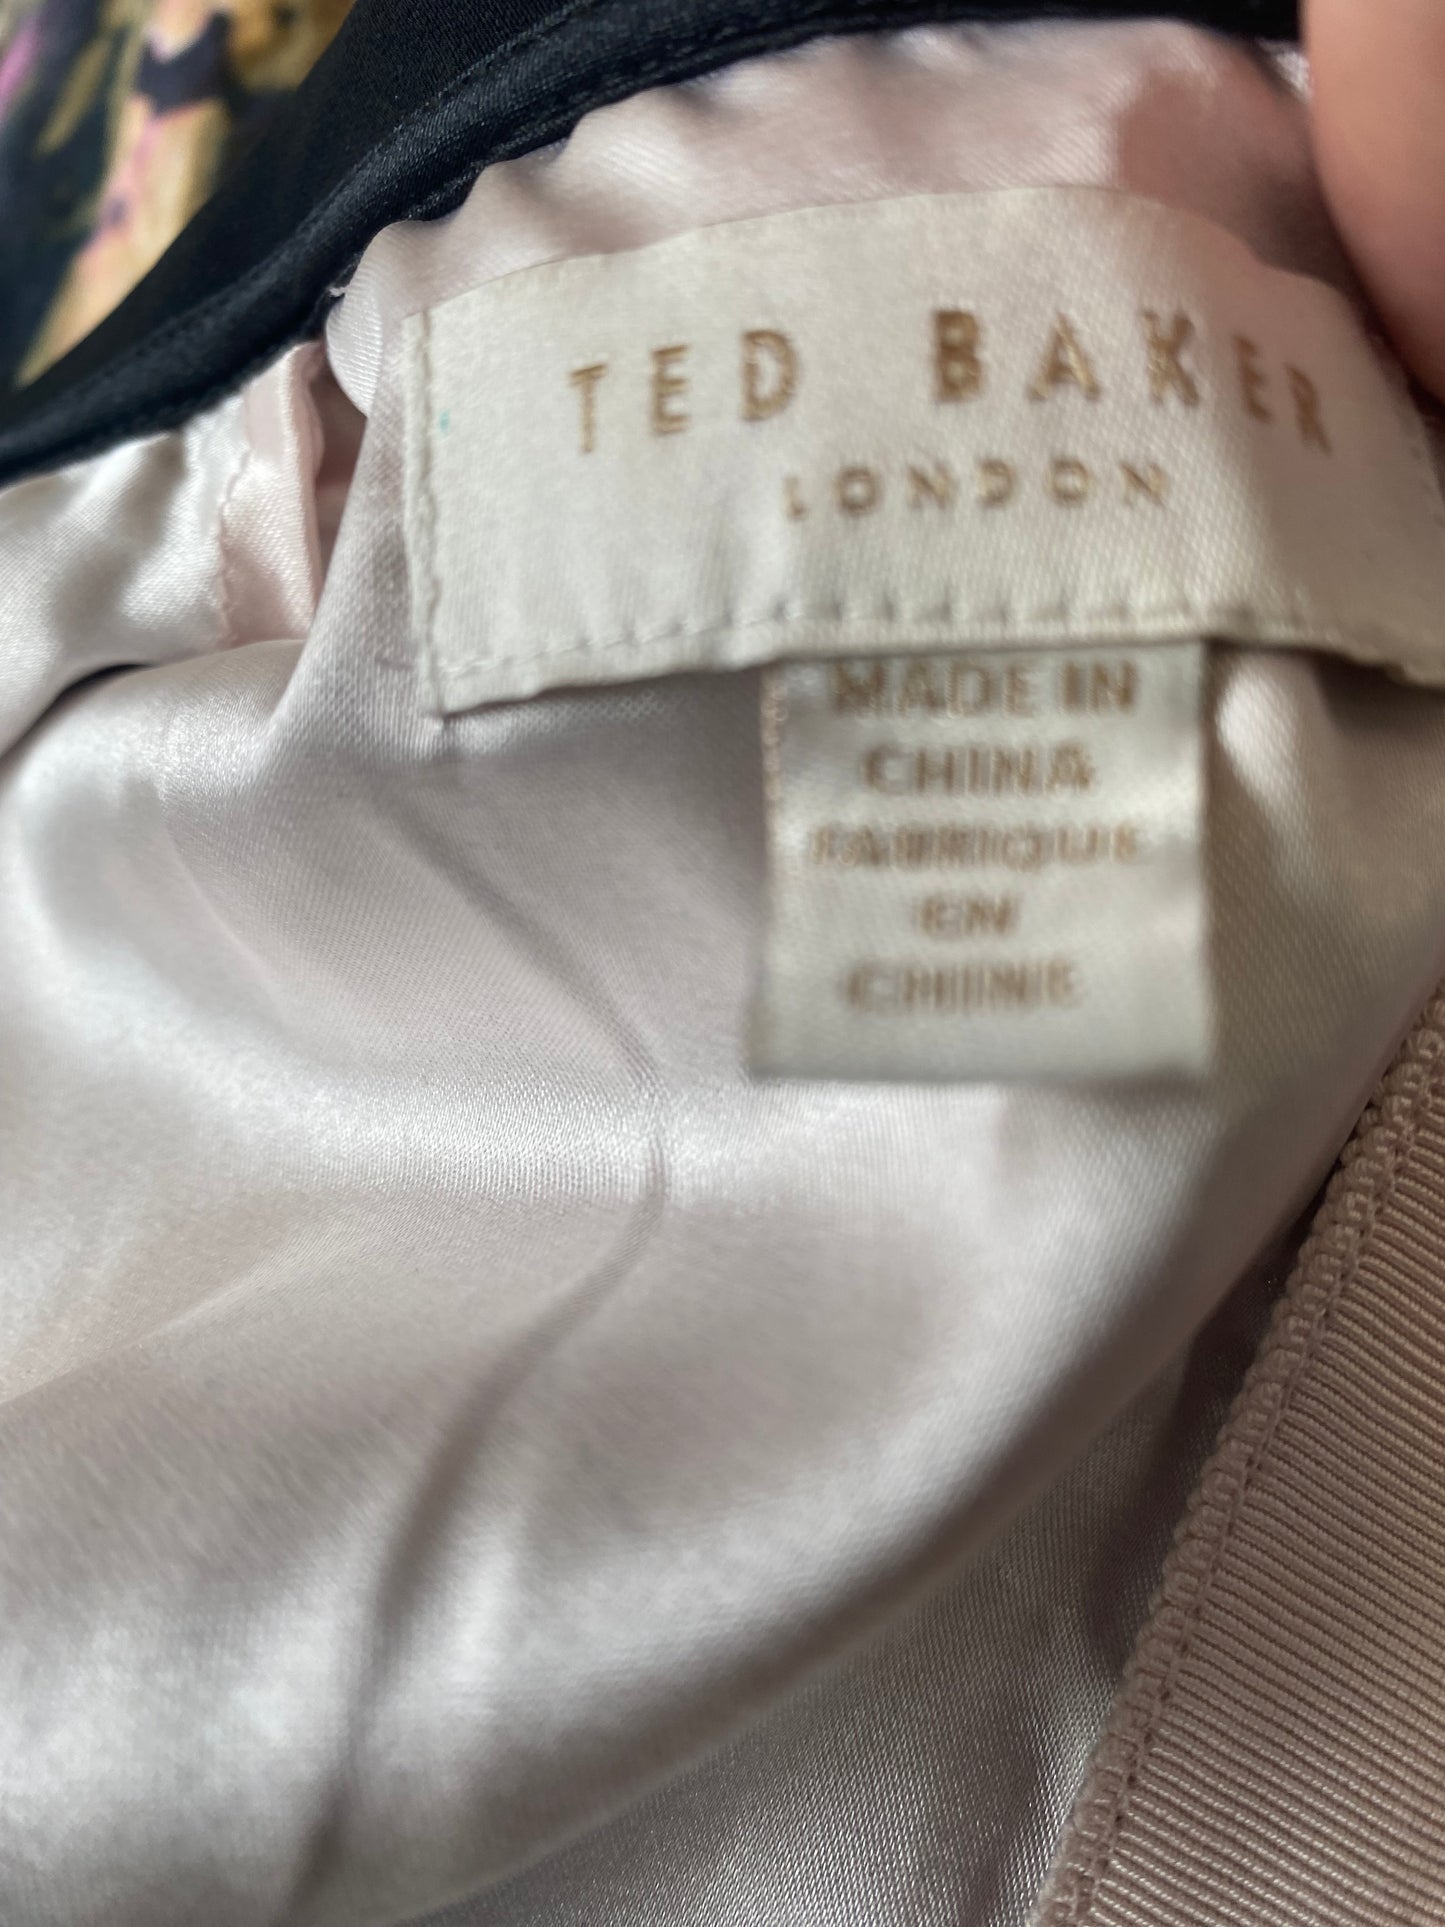 TED BAKER
LONDON
MADE IN
CHINA
FABRIQUE
EN
CHINE